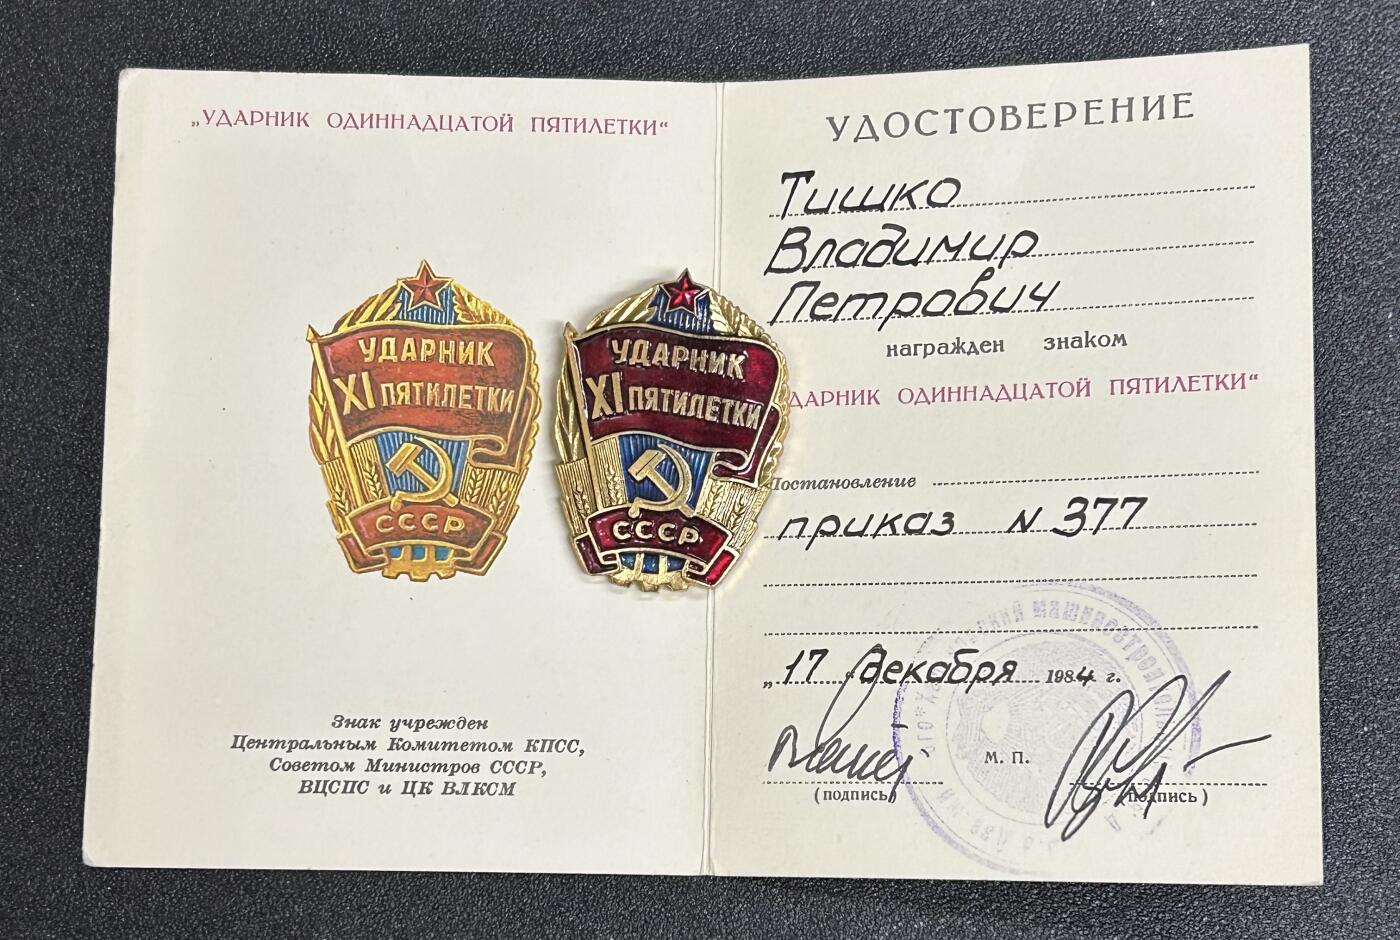 „УДАРНИК ОДИННАДЦАТОЙ ПЯТИЛЕТКИ“
УДАРНИК
XI ПЯТИЛЕТКИ
СССР
Знак учрежден
Центральным Комитетом КПСС,
Советом Министров СССР,
ВЦСПС и ЦК ВЛКСМ
УДАРНИК
XI ПЯТИЛЕТКИ
СССР
УДОСТОВЕРЕНИЕ
Тишко
Владимир
Петрович
награжден знаком
УДАРНИК ОДИННАДЦАТОЙ ПЯТИЛЕТКИ“
Постановление
приказ N 377
„17 декабря 1984 г.
М. П.
(подпись)
(подпись)